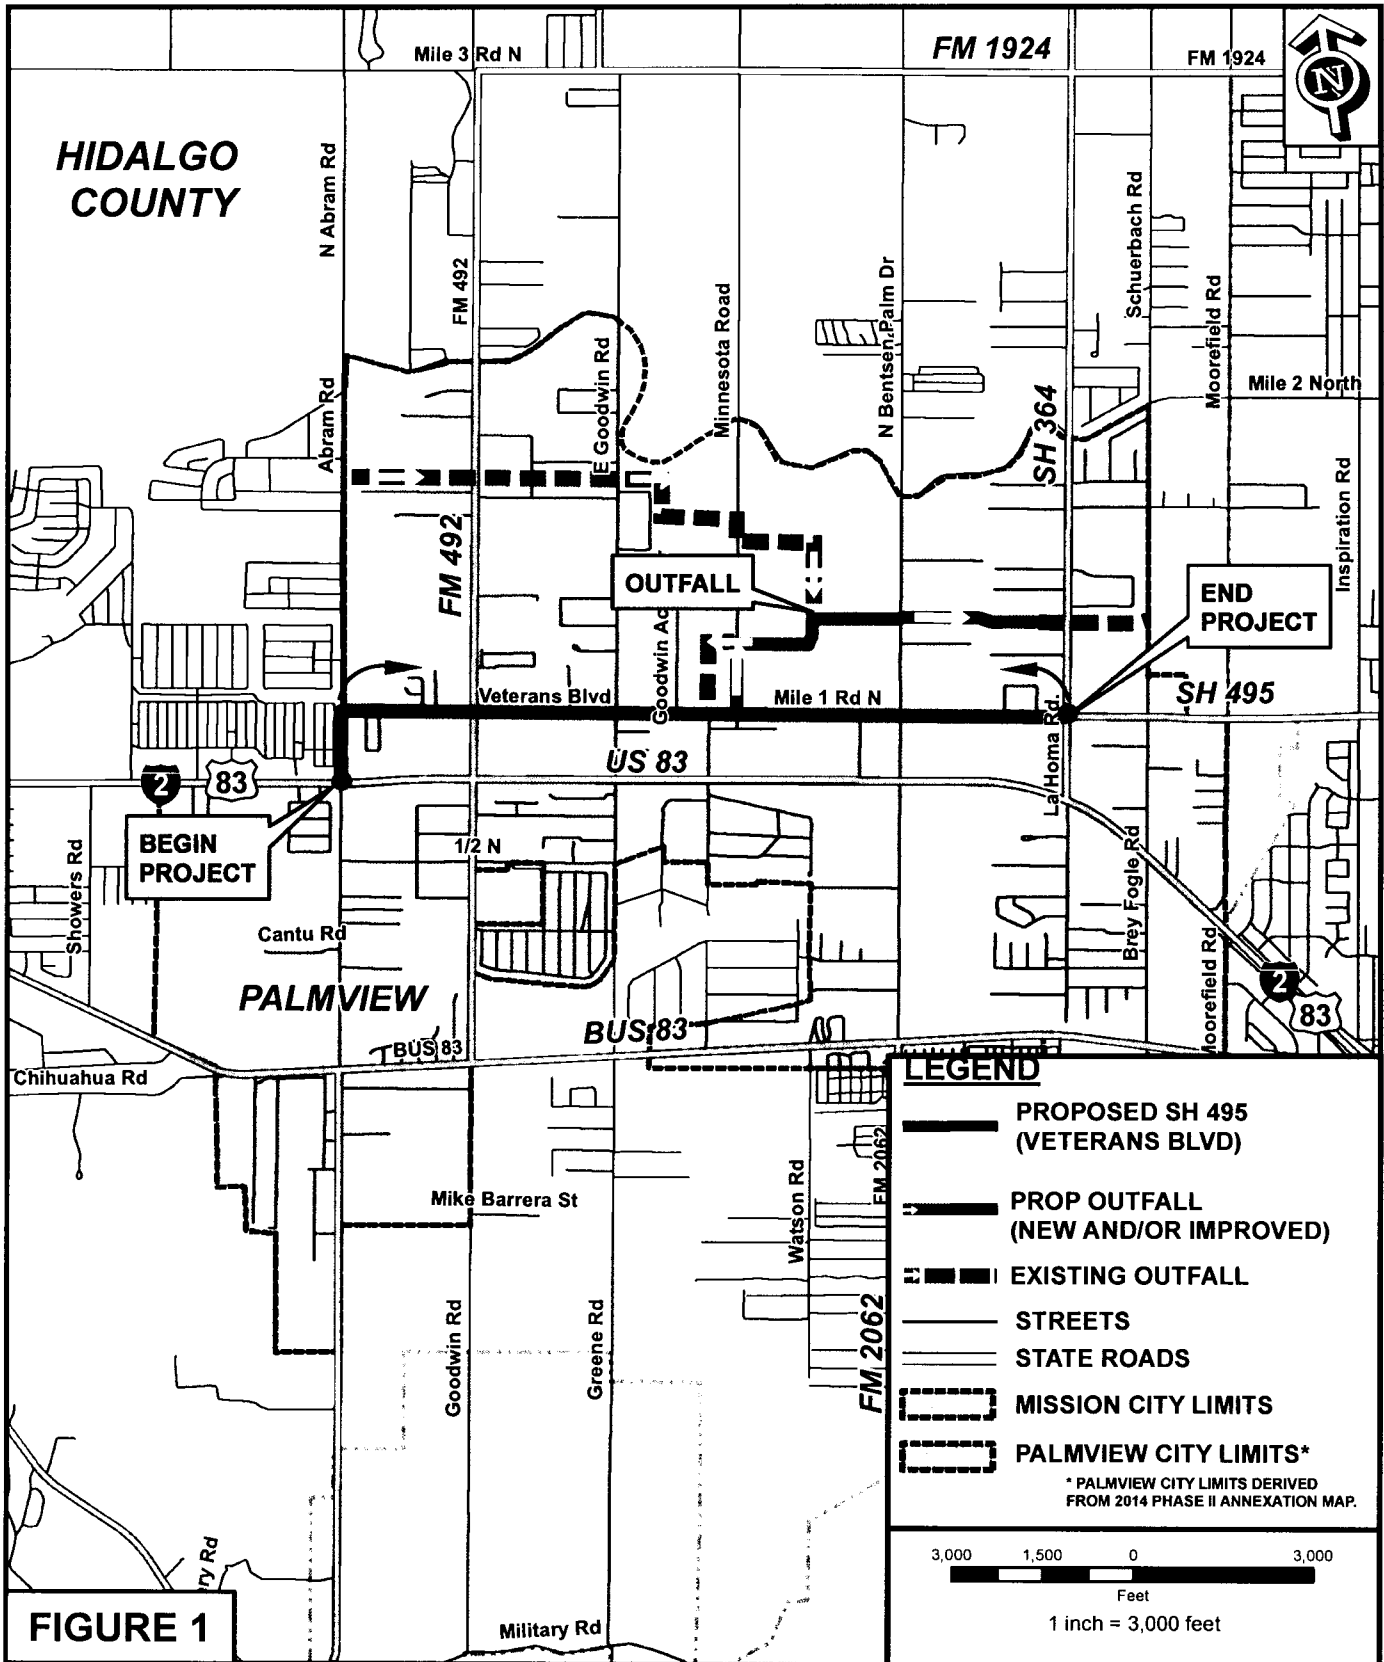 Mile 3 Rd N
FM 1924
FM 1924
N
HIDALGO
COUNTY
N Abram Rd
FM 492
Schuerbach Rd
Moorefield Rd
Minnesota Road
N Bentsen Palm Dr
E Goodwin Rd
Mile 2 North
Abram Rd
SH 364
Inspiration Rd
FM 492
OUTFALL
END
PROJECT
Goodwin Ac
Veterans Blvd
Mile 1 Rd N
SH 495
La Homa Rd.
US 83
2
83
BEGIN
PROJECT
1/2 N
Showers Rd
Brey Fogle Rd
Cantu Rd
Moorefield Rd
PALMVIEW
2
83
BUS 83
BUS 83
Chihuahua Rd
Mike Barrera St
Watson Rd
FM 2062
FM 2062
Goodwin Rd
Greene Rd
LEGEND
PROPOSED SH 495
(VETERANS BLVD)
PROP OUTFALL
(NEW AND/OR IMPROVED)
EXISTING OUTFALL
STREETS
STATE ROADS
MISSION CITY LIMITS
PALMVIEW CITY LIMITS*
* PALMVIEW CITY LIMITS DERIVED
FROM 2014 PHASE II ANNEXATION MAP.
3,000 1,500 0 3,000
Feet
1 inch = 3,000 feet
ry Rd
Military Rd
FIGURE 1